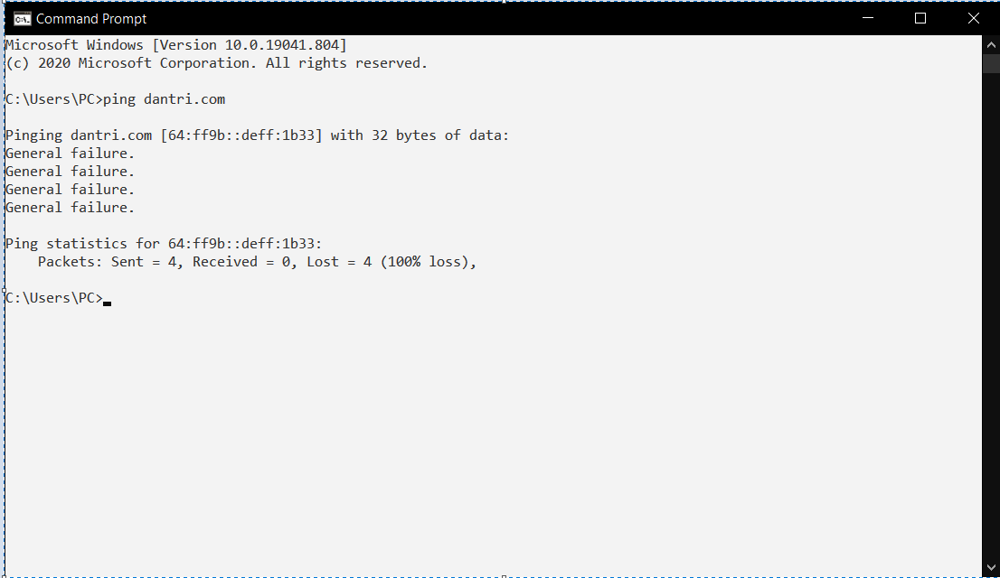 Command Prompt
Microsoft Windows [Version 10.0.19041.804]
(c) 2020 Microsoft Corporation. All rights reserved.
C:\Users\PC>ping dantri.com
Pinging dantri.com [64:ff9b::deff:1b33] with 32 bytes of data:
General failure.
General failure.
General failure.
General failure.
Ping statistics for 64:ff9b::deff:1b33:
    Packets: Sent = 4, Received = 0, Lost = 4 (100% loss),
C:\Users\PC>